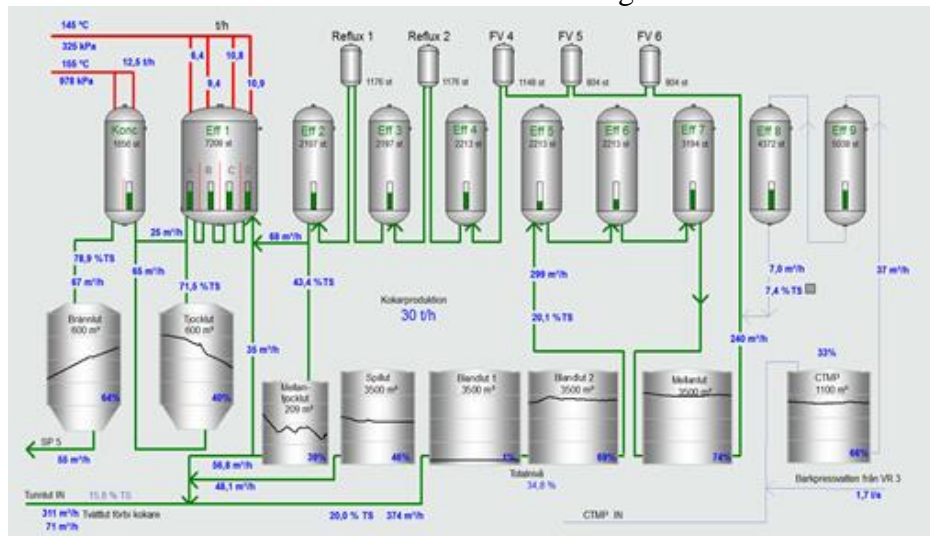 145 ºC
325 kPa
t/h
6,4
9,4
10,8
10,9
155 ºC
978 kPa
12,5 t/h
Reflux 1
Reflux 2
FV 4
FV 5
FV 6
1176 st
1176 st
1148 st
804 st
804 st
Konc
1656 st
Eff 1
7208 st
A B C D
Eff 2
2197 st
Eff 3
2197 st
Eff 4
2213 st
Eff 5
2213 st
Eff 6
2213 st
Eff 7
3194 st
Eff 8
4372 st
Eff 9
5039 st
25 m³/h
68 m³/h
78,9 %TS
67 m³/h
65 m³/h
71,5 %TS
43,4 %TS
299 m³/h
20,1 %TS
7,0 m³/h
7,4 %TS
37 m³/h
240 m³/h
35 m³/h
Kokarproduktion
30 t/h
Brännlut
600 m³
64%
Tjocklut
600 m³
40%
Mellan-
tjocklut
209 m³
39%
Spillut
3500 m³
46%
Blandlut 1
3500 m³
1%
Blandlut 2
3500 m³
69%
Mellanlut
3500 m³
74%
33%
CTMP
1100 m³
66%
SP 5
55 m³/h
56,8 m³/h
48,1 m³/h
Totalnivå
34,8 %
Barkpressvatten från VR 3
1,7 l/s
Tunnlut IN
15,8 % TS
311 m³/h
71 m³/h
Tvättlut förbi kokare
20,0 % TS
374 m³/h
CTMP IN